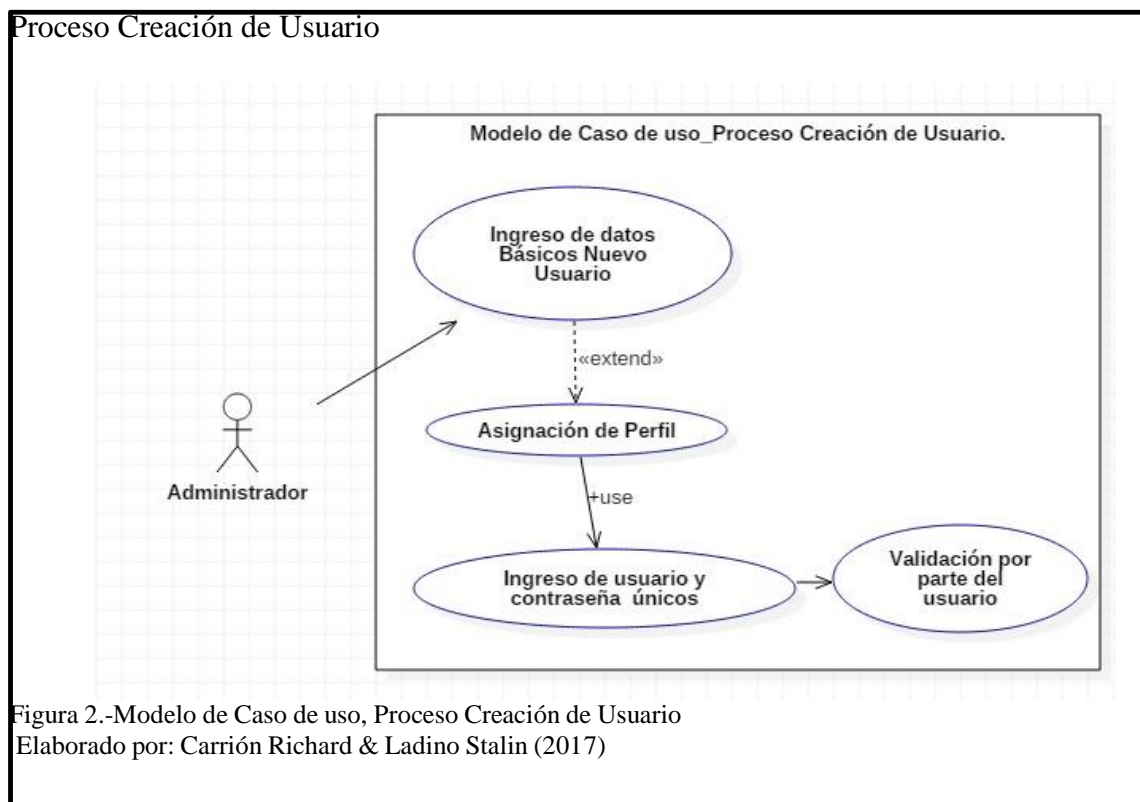 Proceso Creación de Usuario
Modelo de Caso de uso_Proceso Creación de Usuario.
Ingreso de datos
Básicos Nuevo
Usuario
«extend»
Asignación de Perfil
Administrador
+use
Ingreso de usuario y
contraseña únicos
Validación por
parte del
usuario
Figura 2.-Modelo de Caso de uso, Proceso Creación de Usuario
Elaborado por: Carrión Richard & Ladino Stalin (2017)